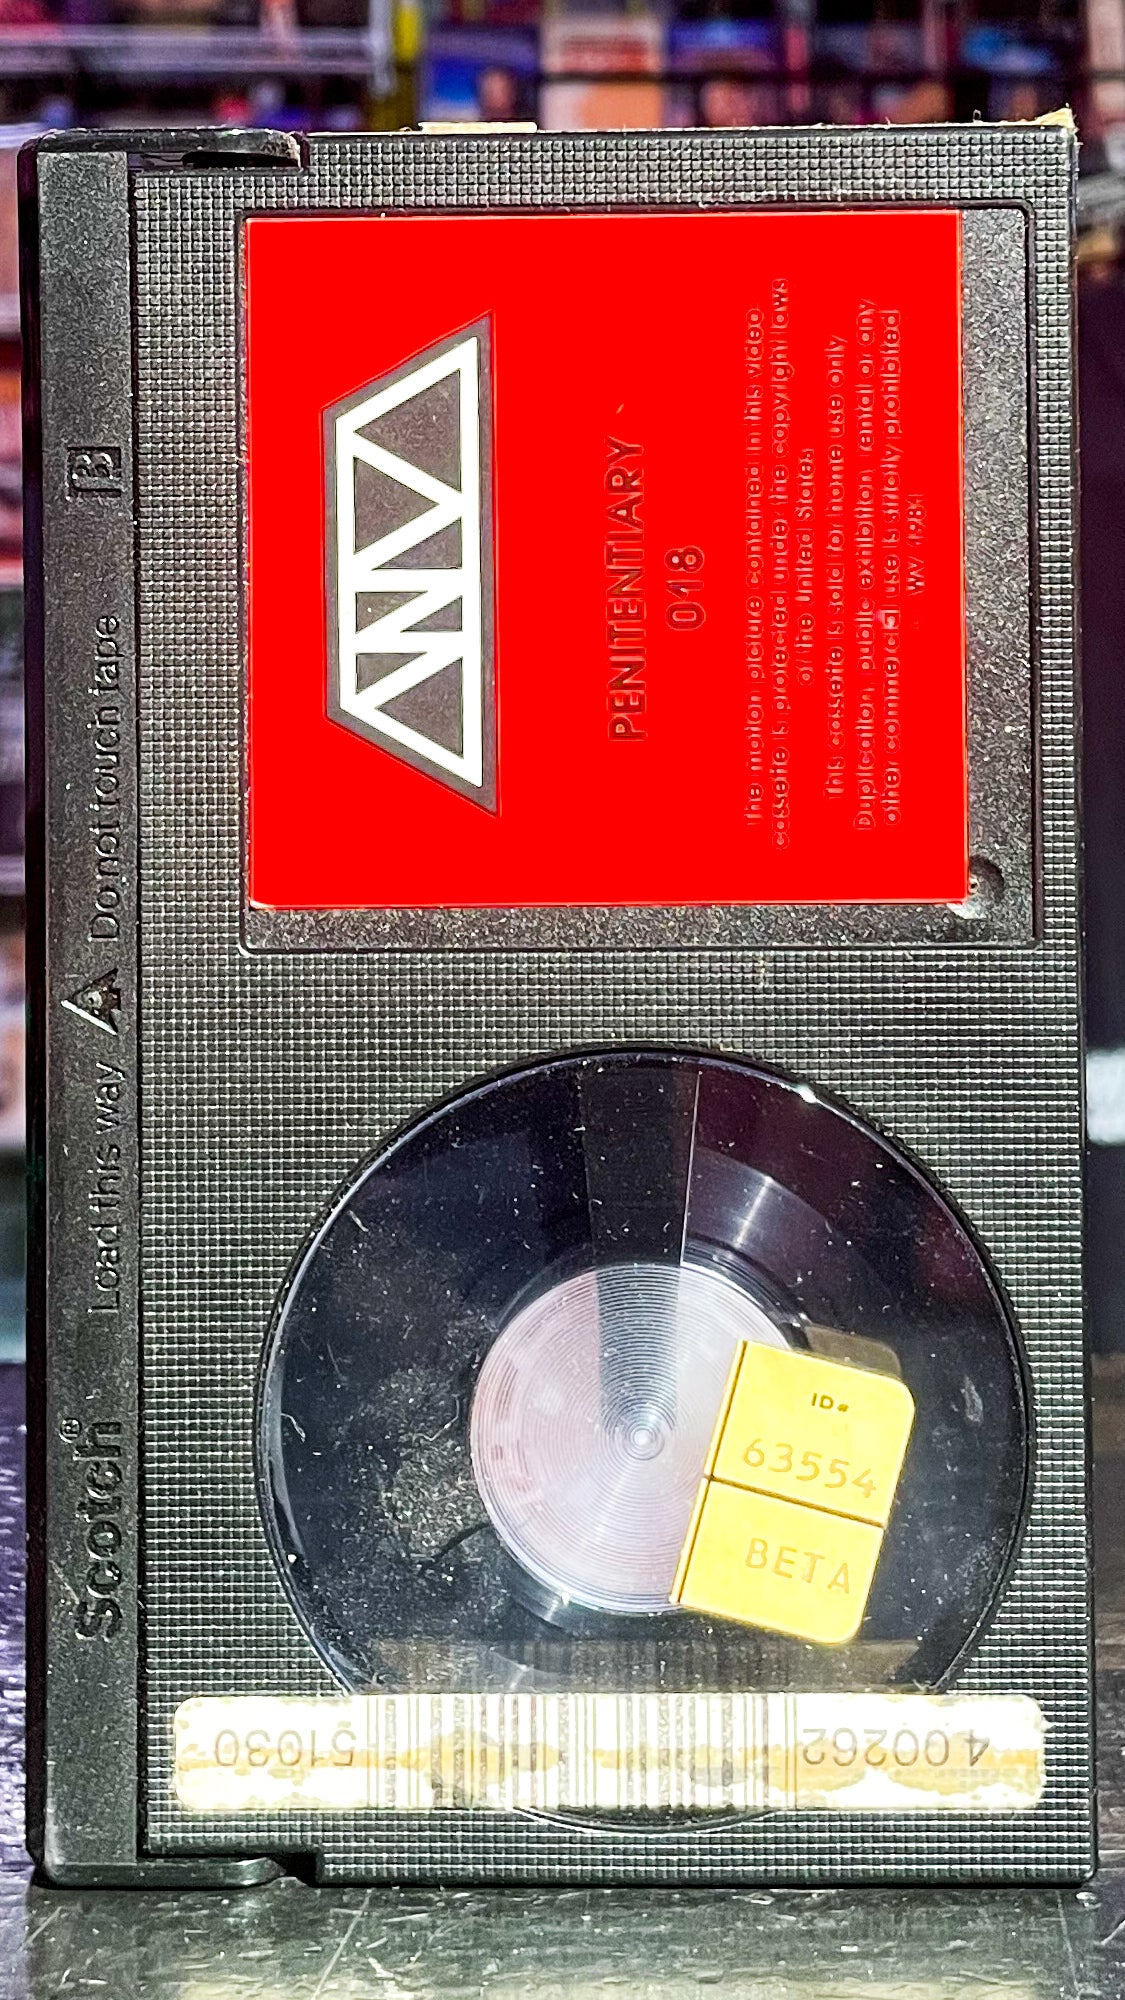 PENITENTIARY
018
The motion picture contained in this video
cassette is protected under the copyright laws
of the United States
This cassette is sold for home use only
Duplication, public exhibition, rental or any
other commercial use is strictly prohibited
WV 1981
Scotch®
Load this way
Do not touch tape
ID#
63554
BETA
4 00262
51030